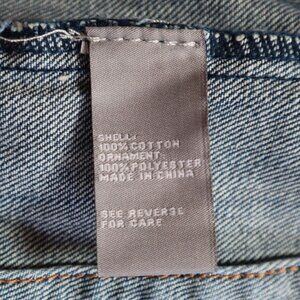 SHELL:
100% COTTON
ORNAMENT:
100% POLYESTER
MADE IN CHINA
SEE REVERSE
FOR CARE